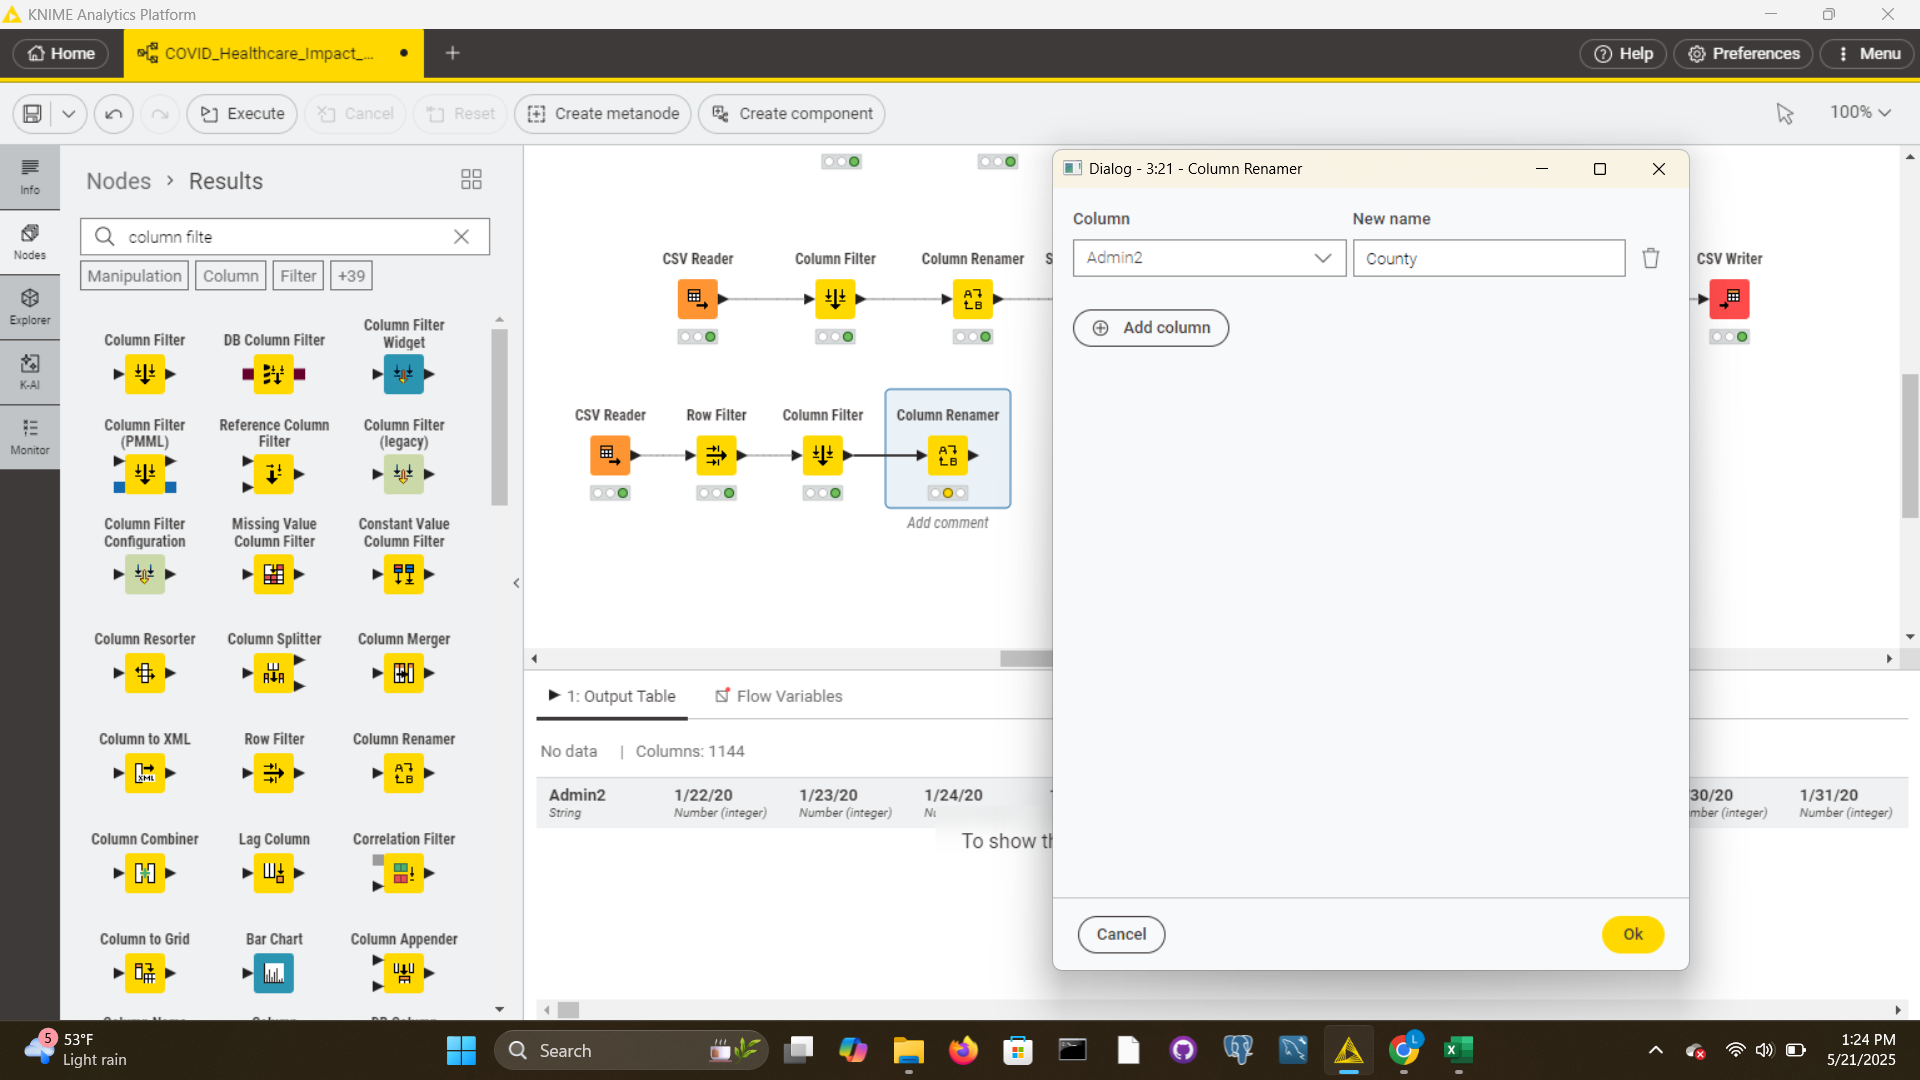 KNIME Analytics Platform
Home
COVID_Healthcare_Impact_...
Help
Preferences
Menu
Execute
Cancel
Reset
Create metanode
Create component
100%
Info
Nodes
Explorer
K-AI
Monitor
Nodes > Results
column filte
Manipulation Column Filter +39
Column Filter
DB Column Filter
Column Filter
Widget
Column Filter
(PMML)
Reference Column
Filter
Column Filter
(legacy)
Column Filter
Configuration
Missing Value
Column Filter
Constant Value
Column Filter
Column Resorter
Column Splitter
Column Merger
Column to XML
Row Filter
Column Renamer
Column Combiner
Lag Column
Correlation Filter
Column to Grid
Bar Chart
Column Appender
CSV Reader
Column Filter
Column Renamer
S
CSV Writer
CSV Reader
Row Filter
Column Filter
Column Renamer
Add comment
1: Output Table
Flow Variables
No data | Columns: 1144
Admin2
String
1/22/20
Number (integer)
1/23/20
Number (integer)
1/24/20
30/20
mber (integer)
1/31/20
Number (integer)
To show th
Dialog - 3:21 - Column Renamer
Column
New name
Admin2
County
Add column
Cancel
Ok
5
53°F
Light rain
Search
L
1:24 PM
5/21/2025